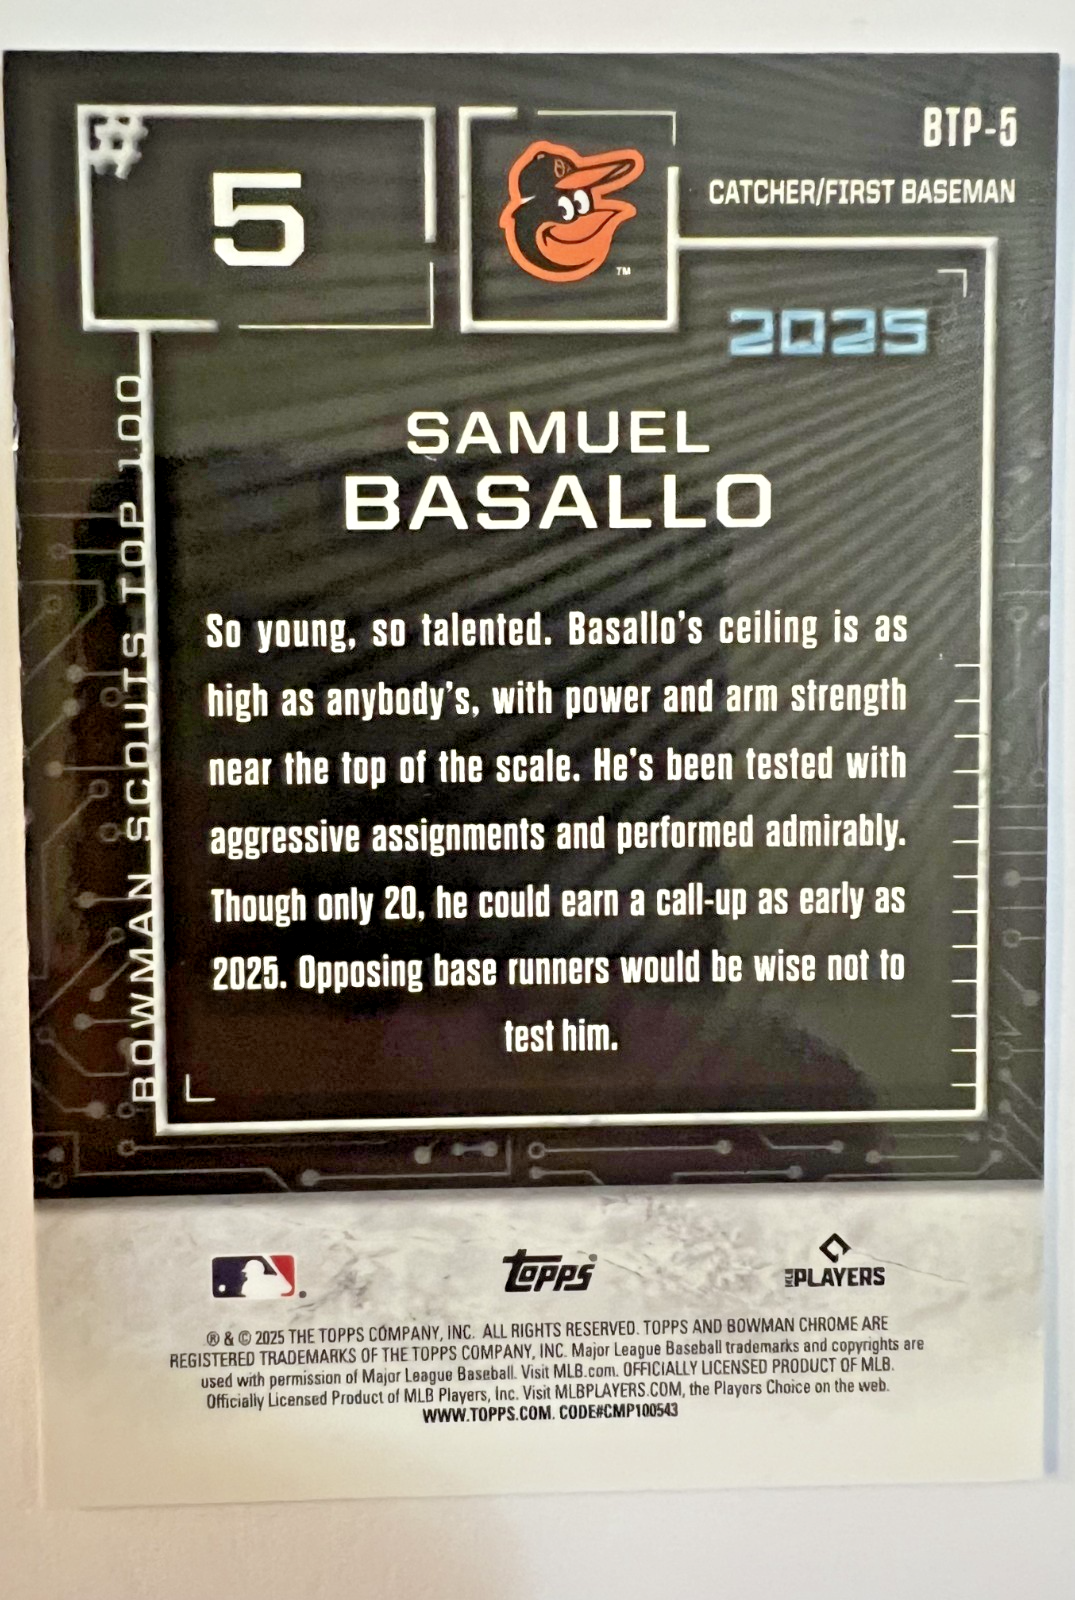 #
5
TM
BTP-5
CATCHER/FIRST BASEMAN
2025
BOWMAN SCOUTS TOP 100
SAMUEL
BASALLO
So young, so talented. Basallo's ceiling is as
high as anybody's, with power and arm strength
near the top of the scale. He's been tested with
aggressive assignments and performed admirably.
Though only 20, he could earn a call-up as early as
2025. Opposing base runners would be wise not to
test him.
topps
MLB PLAYERS
® & © 2025 THE TOPPS COMPANY, INC. ALL RIGHTS RESERVED. TOPPS AND BOWMAN CHROME ARE
REGISTERED TRADEMARKS OF THE TOPPS COMPANY, INC. Major League Baseball trademarks and copyrights are
used with permission of Major League Baseball. Visit MLB.com. OFFICIALLY LICENSED PRODUCT OF MLB.
Officially Licensed Product of MLB Players, Inc. Visit MLBPLAYERS.COM, the Players Choice on the web.
WWW.TOPPS.COM. CODE#CMP100543